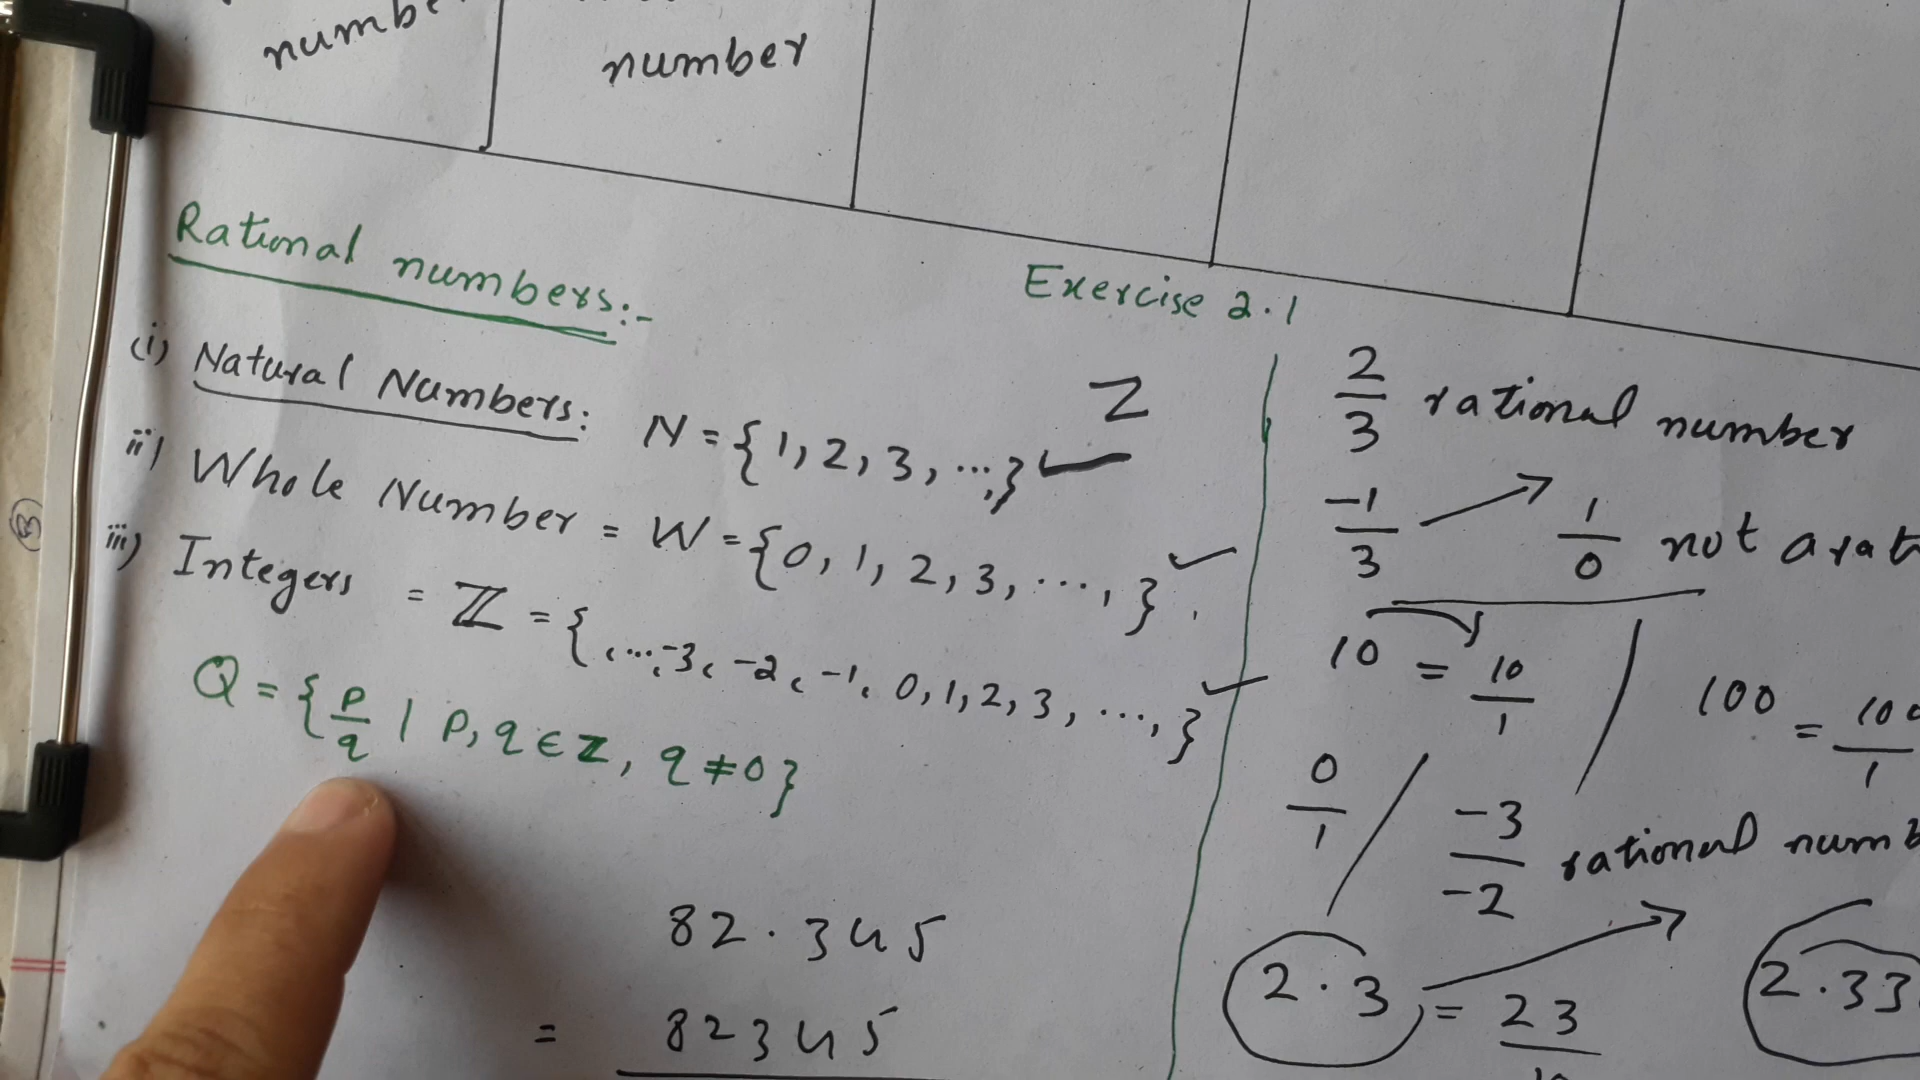 number
Rational numbers:-
Exercise 2.1
(i) Natural Numbers: N = {1, 2, 3, ...,}
Z
ii) Whole Number = W = {0, 1, 2, 3, ...., }.
iii) Integers = ℤ = {, ...,-3, -2, -1, 0, 1, 2, 3, ..., }
Q = {p/q | p, q ∈ ℤ, q ≠ 0}
82.345
= 82345
2/3 rational number
-1/3
1/0 not a rat
10 = 10/1
100 = 100/1
0/1
-3/-2 rational numb
2.3 = 23
2.33